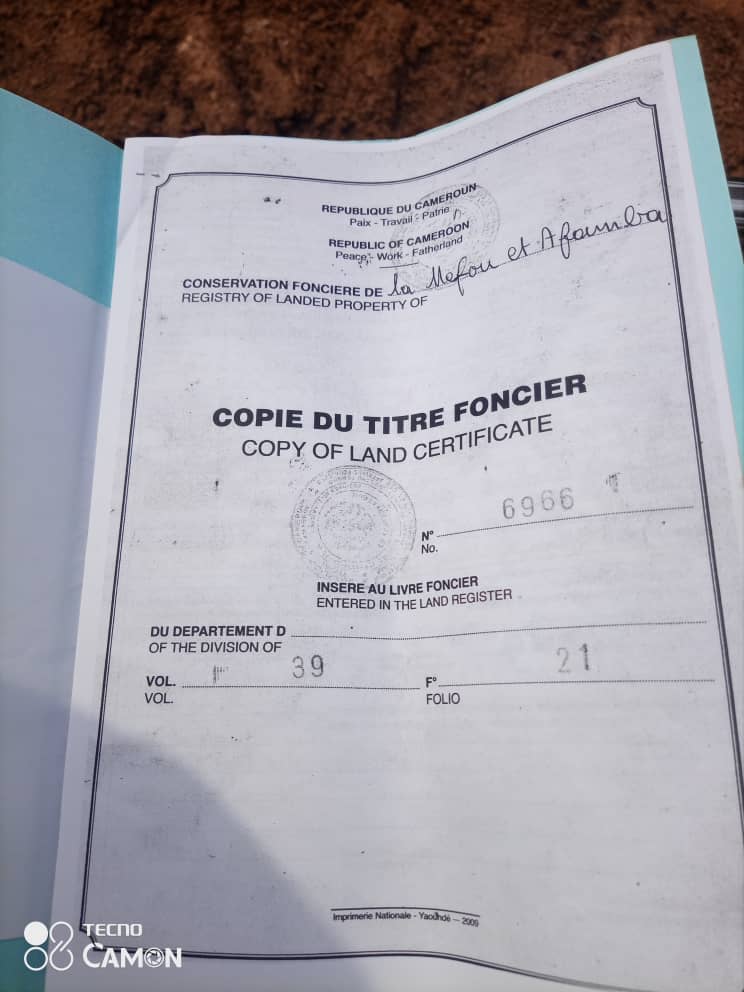 REPUBLIQUE DU CAMEROUN
Paix - Travail - Patrie
REPUBLIC OF CAMEROON
Peace - Work - Fatherland
CONSERVATION FONCIERE DE la Mefou et Afamba
REGISTRY OF LANDED PROPERTY OF
COPIE DU TITRE FONCIER
COPY OF LAND CERTIFICATE
N° 6966
No.
INSERE AU LIVRE FONCIER
ENTERED IN THE LAND REGISTER
DU DEPARTEMENT D
OF THE DIVISION OF
VOL. 39 F° 21
VOL. FOLIO
Imprimerie Nationale - Yaoundé — 2009
TECNO
CAMON